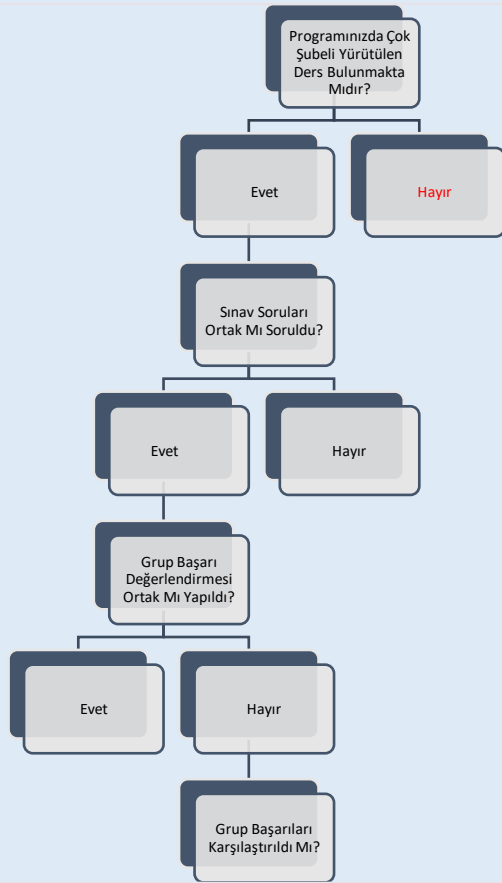 Programınızda Çok
Şubeli Yürütülen
Ders Bulunmakta
Mıdır?
Evet
Hayır
Sınav Soruları
Ortak Mı Soruldu?
Evet
Hayır
Grup Başarı
Değerlendirmesi
Ortak Mı Yapıldı?
Evet
Hayır
Grup Başarıları
Karşılaştırıldı Mı?